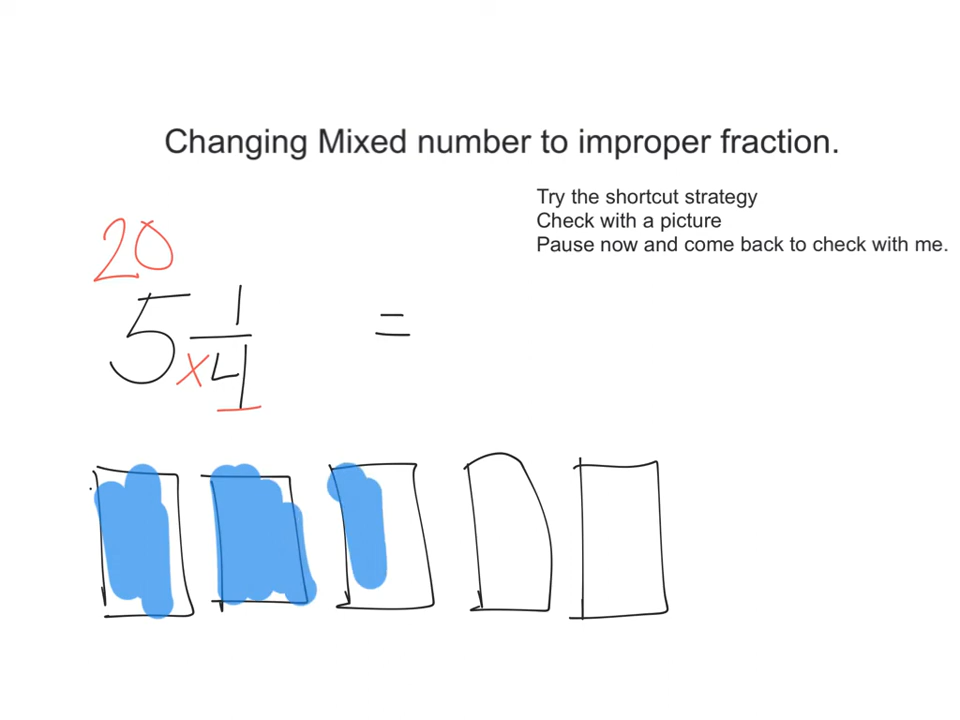 Changing Mixed number to improper fraction.
Try the shortcut strategy
Check with a picture
Pause now and come back to check with me.
20
5 1/4 =
x